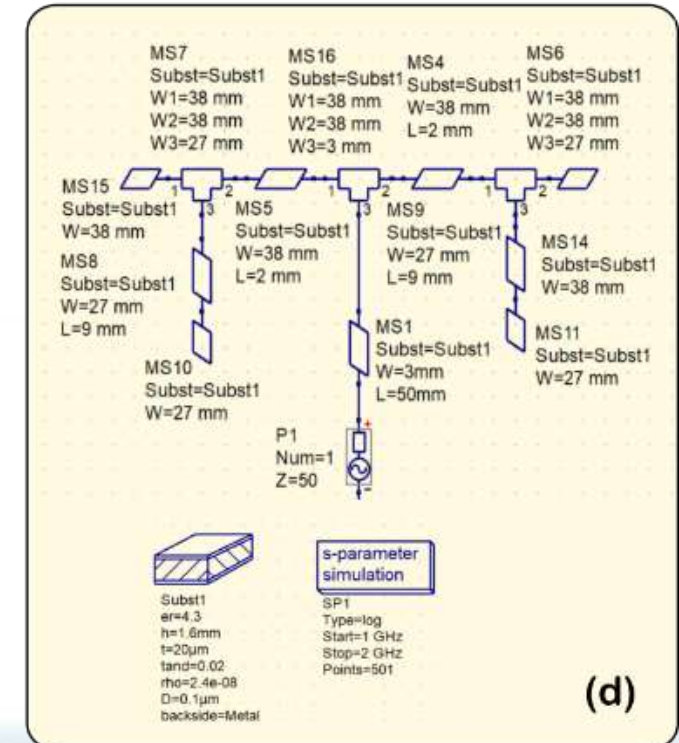 MS7
Subst=Subst1
W1=38 mm
W2=38 mm
W3=27 mm
MS16
Subst=Subst1
W1=38 mm
W2=38 mm
W3=3 mm
MS4
Subst=Subst1
W=38 mm
L=2 mm
MS6
Subst=Subst1
W1=38 mm
W2=38 mm
W3=27 mm
1
2
3
1
2
3
1
2
3
MS15
Subst=Subst1
W=38 mm
MS5
Subst=Subst1
W=38 mm
L=2 mm
MS9
Subst=Subst1
W=27 mm
L=9 mm
MS14
Subst=Subst1
W=38 mm
MS8
Subst=Subst1
W=27 mm
L=9 mm
MS10
Subst=Subst1
W=27 mm
MS1
Subst=Subst1
W=3mm
L=50mm
MS11
Subst=Subst1
W=27 mm
P1
Num=1
Z=50
+
-
Subst1
er=4.3
h=1.6mm
t=20µm
tand=0.02
rho=2.4e-08
D=0.1µm
backside=Metal
s-parameter
simulation
SP1
Type=log
Start=1 GHz
Stop=2 GHz
Points=501
(d)